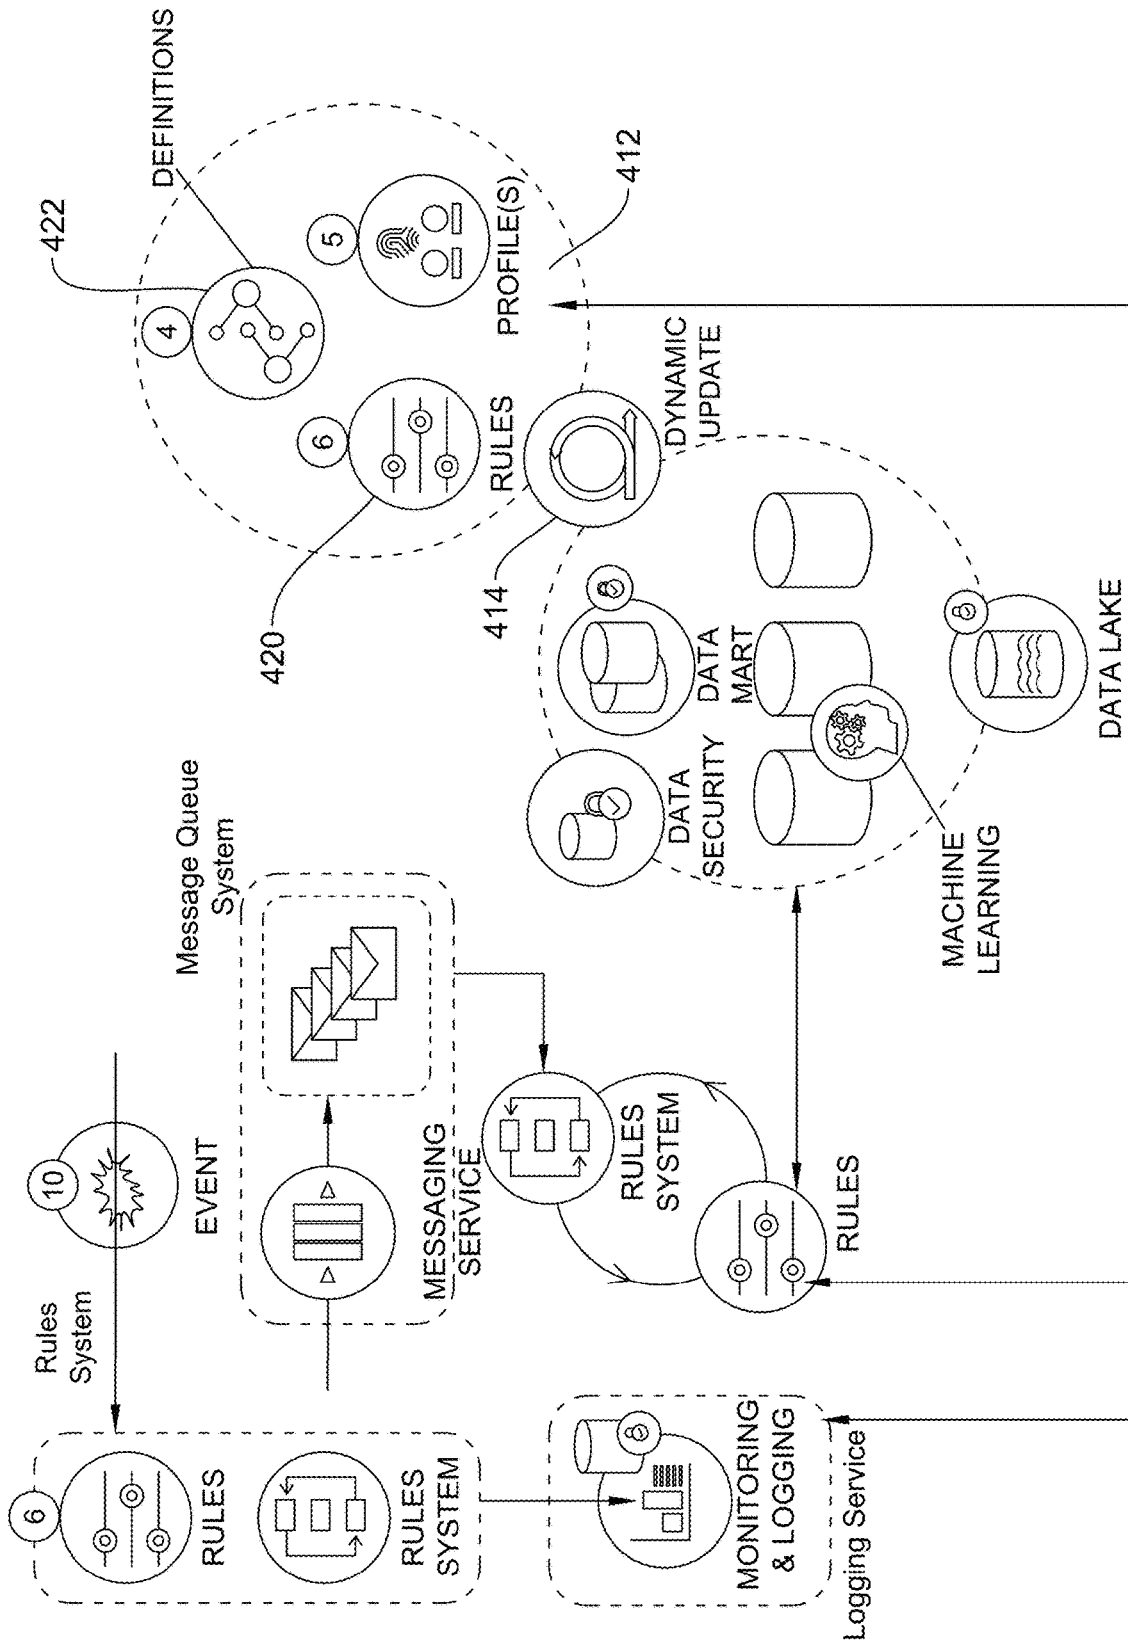 6
10
422
Rules
System
4
DEFINITIONS
RULES
EVENT
Message Queue
System
420
6
5
RULES
SYSTEM
MESSAGING
SERVICE
414
RULES
PROFILE(S)
412
RULES
SYSTEM
DYNAMIC
UPDATE
DATA
SECURITY
DATA
MART
MONITORING
& LOGGING
RULES
Logging Service
MACHINE
LEARNING
DATA LAKE